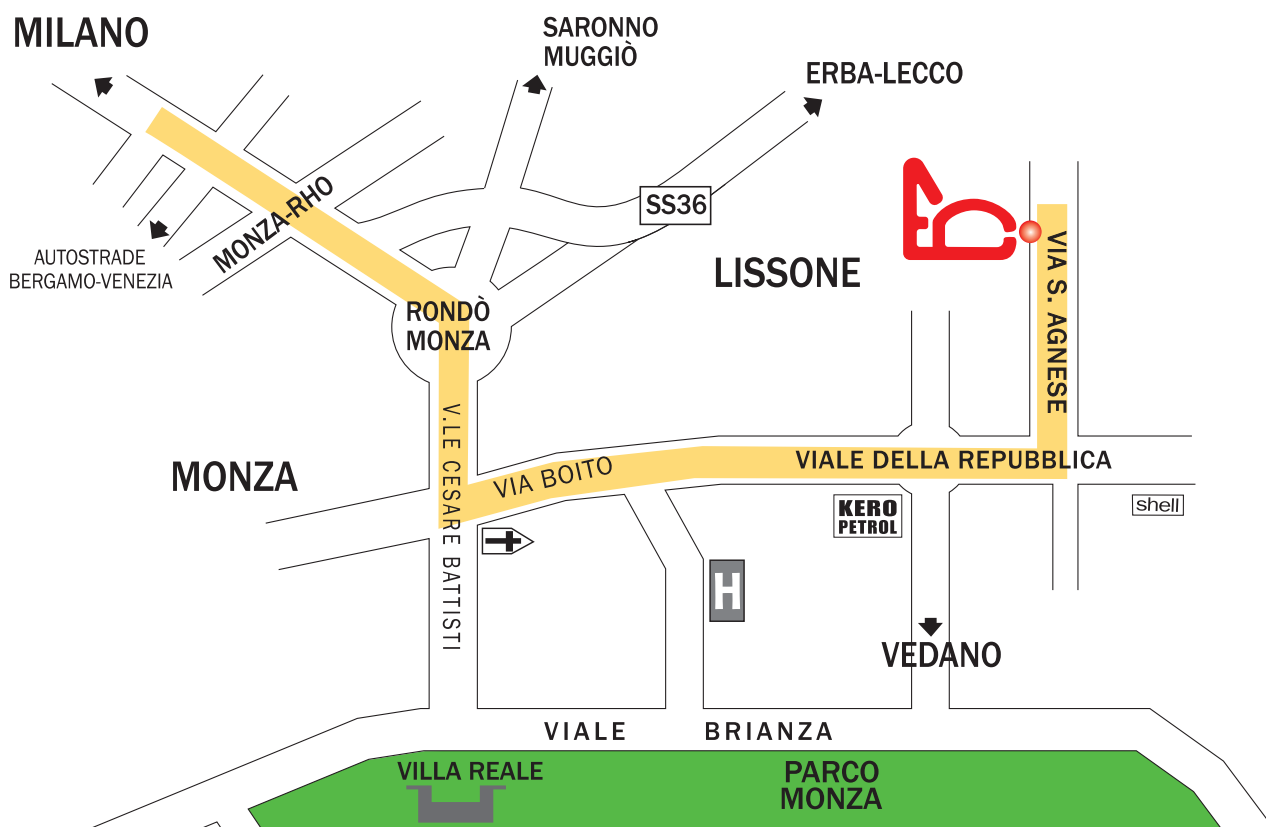 MILANO
SARONNO
MUGGIÒ
ERBA-LECCO
SS36
MONZA-RHO
AUTOSTRADE
BERGAMO-VENEZIA
LISSONE
VIA S. AGNESE
RONDÒ
MONZA
V.LE CESARE BATTISTI
MONZA
VIA BOITO
VIALE DELLA REPUBBLICA
KERO
PETROL
shell
H
VEDANO
VIALE BRIANZA
VILLA REALE
PARCO
MONZA